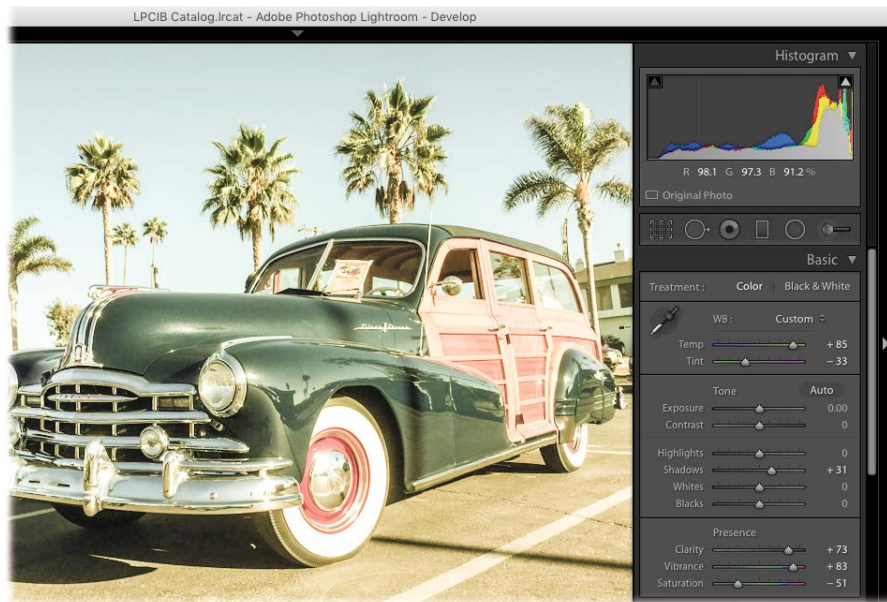 LPCIB Catalog.lrcat - Adobe Photoshop Lightroom - Develop
Histogram
R 98.1 G 97.3 B 91.2 %
Original Photo
Basic
Treatment : Color Black & White
WB : Custom
Temp + 85
Tint - 33
Tone Auto
Exposure 0.00
Contrast 0
Highlights 0
Shadows + 31
Whites 0
Blacks 0
Presence
Clarity + 73
Vibrance + 83
Saturation - 51